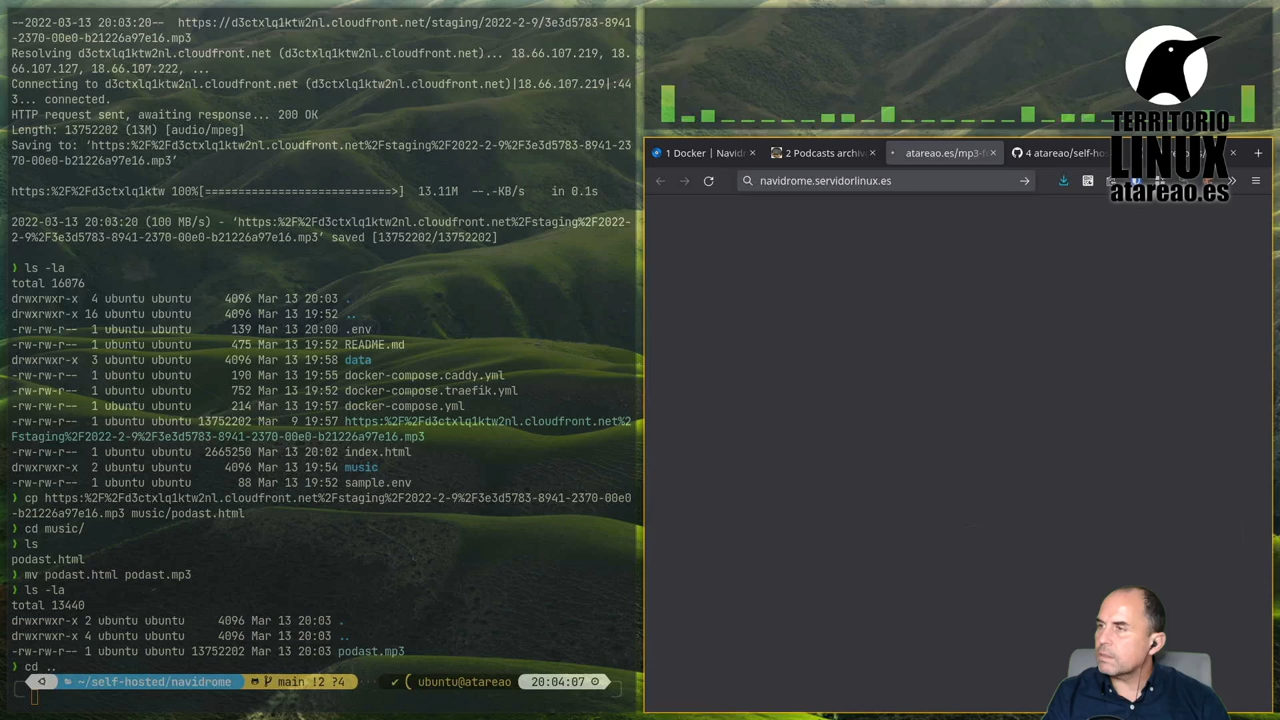 --2022-03-13 20:03:20--  https://d3ctxlq1ktw2nl.cloudfront.net/staging/2022-2-9/3e3d5783-8941
-2370-00e0-b21226a97e16.mp3
Resolving d3ctxlq1ktw2nl.cloudfront.net (d3ctxlq1ktw2nl.cloudfront.net)... 18.66.107.219, 18.
66.107.127, 18.66.107.222, ...
Connecting to d3ctxlq1ktw2nl.cloudfront.net (d3ctxlq1ktw2nl.cloudfront.net)|18.66.107.219|:44
3... connected.
HTTP request sent, awaiting response... 200 OK
Length: 13752202 (13M) [audio/mpeg]
Saving to: ‘https:%2F%2Fd3ctxlq1ktw2nl.cloudfront.net%2Fstaging%2F2022-2-9%2F3e3d5783-8941-23
70-00e0-b21226a97e16.mp3’
https:%2F%2Fd3ctxlq1ktw 100%[============================>]  13.11M  --.-KB/s    in 0.1s
2022-03-13 20:03:20 (100 MB/s) - ‘https:%2F%2Fd3ctxlq1ktw2nl.cloudfront.net%2Fstaging%2F2022-
2-9%2F3e3d5783-8941-2370-00e0-b21226a97e16.mp3’ saved [13752202/13752202]
❯ ls -la
total 16076
drwxrwxr-x  4 ubuntu ubuntu     4096 Mar 13 20:03 .
drwxrwxr-x 16 ubuntu ubuntu     4096 Mar 13 19:52 ..
-rw-rw-r--  1 ubuntu ubuntu      139 Mar 13 20:00 .env
-rw-rw-r--  1 ubuntu ubuntu      475 Mar 13 19:52 README.md
drwxrwxr-x  3 ubuntu ubuntu     4096 Mar 13 19:58 data
-rw-rw-r--  1 ubuntu ubuntu      190 Mar 13 19:55 docker-compose.caddy.yml
-rw-rw-r--  1 ubuntu ubuntu      752 Mar 13 19:52 docker-compose.traefik.yml
-rw-rw-r--  1 ubuntu ubuntu      214 Mar 13 19:52 docker-compose.yml
-rw-rw-r--  1 ubuntu ubuntu 13752202 Mar  9 19:57 https:%2F%2Fd3ctxlq1ktw2nl.cloudfront.net%2
Fstaging%2F2022-2-9%2F3e3d5783-8941-2370-00e0-b21226a97e16.mp3
-rw-rw-r--  1 ubuntu ubuntu  2665250 Mar 13 20:02 index.html
drwxrwxr-x  2 ubuntu ubuntu     4096 Mar 13 19:54 music
-rw-rw-r--  1 ubuntu ubuntu       88 Mar 13 19:52 sample.env
❯ cp https:%2F%2Fd3ctxlq1ktw2nl.cloudfront.net%2Fstaging%2F2022-2-9%2F3e3d5783-8941-2370-00e0
-b21226a97e16.mp3 music/podast.html
❯ cd music/
❯ ls
podast.html
❯ mv podast.html podast.mp3
❯ ls -la
total 13440
drwxrwxr-x 2 ubuntu ubuntu     4096 Mar 13 20:03 .
drwxrwxr-x 4 ubuntu ubuntu     4096 Mar 13 20:03 ..
-rw-rw-r-- 1 ubuntu ubuntu 13752202 Mar 13 20:03 podast.mp3
❯ cd ..
~/self-hosted/navidrome main !2 ?4 ✔ ubuntu@atareao 20:04:07
TERRITORIO
LINUX
atareao.es
1 Docker | Navidr
2 Podcasts archiv
atareao.es/mp3-f
4 atareao/self-ho
navidrome.servidorlinux.es